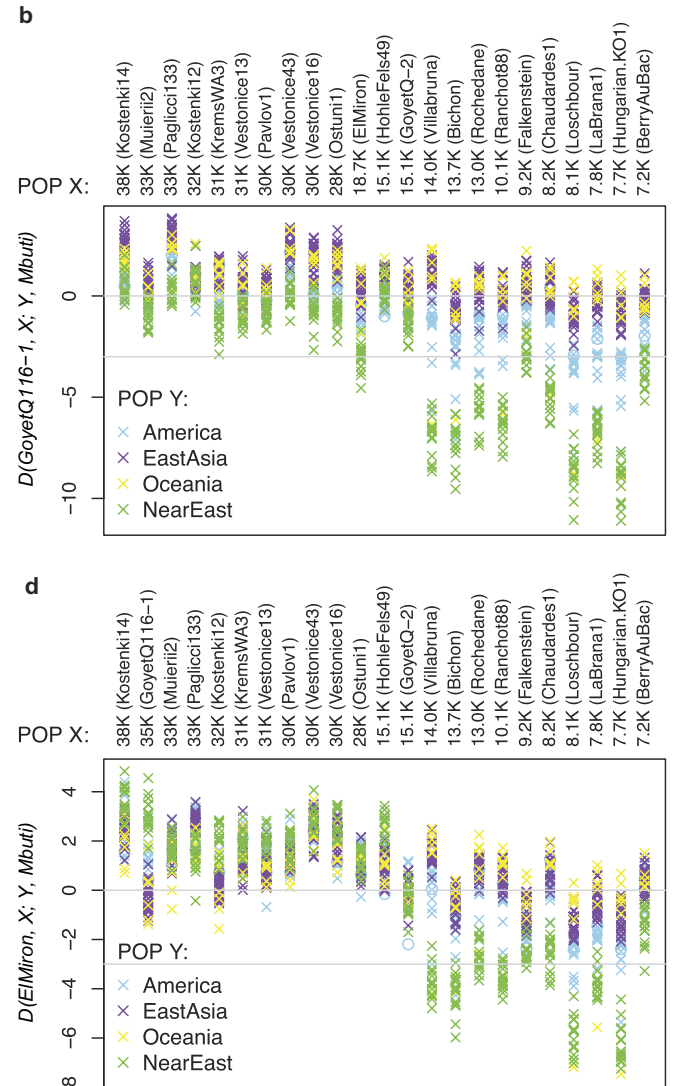 b
POP X:
38K (Kostenki14)
33K (Muierii2)
33K (Paglicci133)
32K (Kostenki12)
31K (KremsWA3)
31K (Vestonice13)
30K (Pavlov1)
30K (Vestonice43)
30K (Vestonice16)
28K (Ostuni1)
18.7K (ElMiron)
15.1K (HohleFels49)
15.1K (GoyetQ−2)
14.0K (Villabruna)
13.7K (Bichon)
13.0K (Rochedane)
10.1K (Ranchot88)
9.2K (Falkenstein)
8.2K (Chaudardes1)
8.1K (Loschbour)
7.8K (LaBrana1)
7.7K (Hungarian.KO1)
7.2K (BerryAuBac)
D(GoyetQ116−1, X; Y, Mbuti)
0
−5
−10
POP Y:
America
EastAsia
Oceania
NearEast
d
POP X:
38K (Kostenki14)
35K (GoyetQ116−1)
33K (Muierii2)
33K (Paglicci133)
32K (Kostenki12)
31K (KremsWA3)
31K (Vestonice13)
30K (Pavlov1)
30K (Vestonice43)
30K (Vestonice16)
28K (Ostuni1)
15.1K (HohleFels49)
15.1K (GoyetQ−2)
14.0K (Villabruna)
13.7K (Bichon)
13.0K (Rochedane)
10.1K (Ranchot88)
9.2K (Falkenstein)
8.2K (Chaudardes1)
8.1K (Loschbour)
7.8K (LaBrana1)
7.7K (Hungarian.KO1)
7.2K (BerryAuBac)
D(ElMiron, X; Y, Mbuti)
4
2
0
−2
−4
−6
8
POP Y:
America
EastAsia
Oceania
NearEast